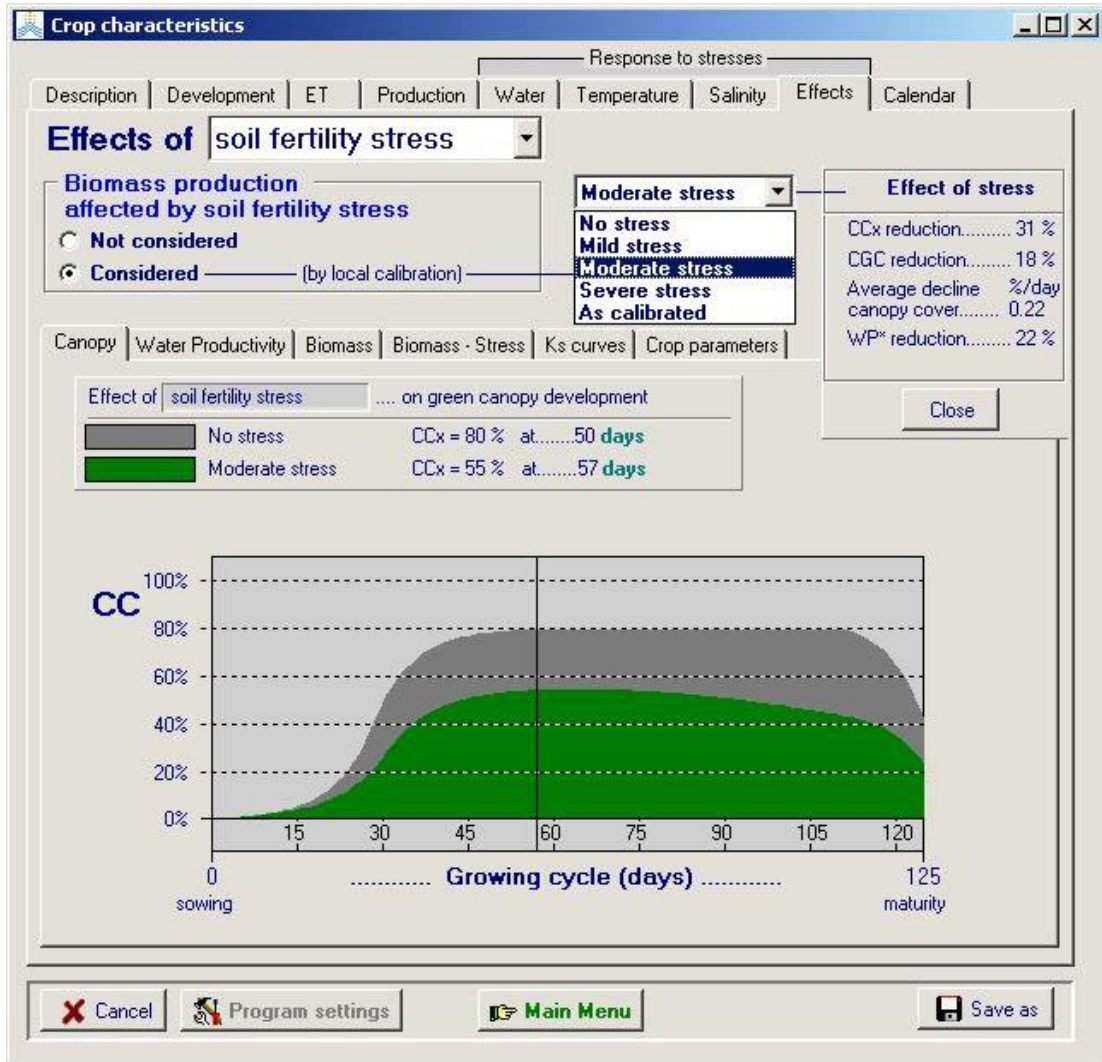 Crop characteristics
Response to stresses
Description Development ET Production Water Temperature Salinity Effects Calendar
Effects of soil fertility stress
Biomass production
affected by soil fertility stress
Not considered
Considered (by local calibration)
Moderate stress
No stress
Mild stress
Moderate stress
Severe stress
As calibrated
Effect of stress
CCx reduction......... 31 %
CGC reduction....... 18 %
Average decline %/day
canopy cover........ 0.22
WP* reduction......... 22 %
Close
Canopy Water Productivity Biomass Biomass - Stress Ks curves Crop parameters
Effect of soil fertility stress .... on green canopy development
No stress CCx = 80 % at.......50 days
Moderate stress CCx = 55 % at.......57 days
CC
100%
80%
60%
40%
20%
0%
15 30 45 60 75 90 105 120
0 ............ Growing cycle (days) ............ 125
sowing maturity
Cancel Program settings Main Menu Save as